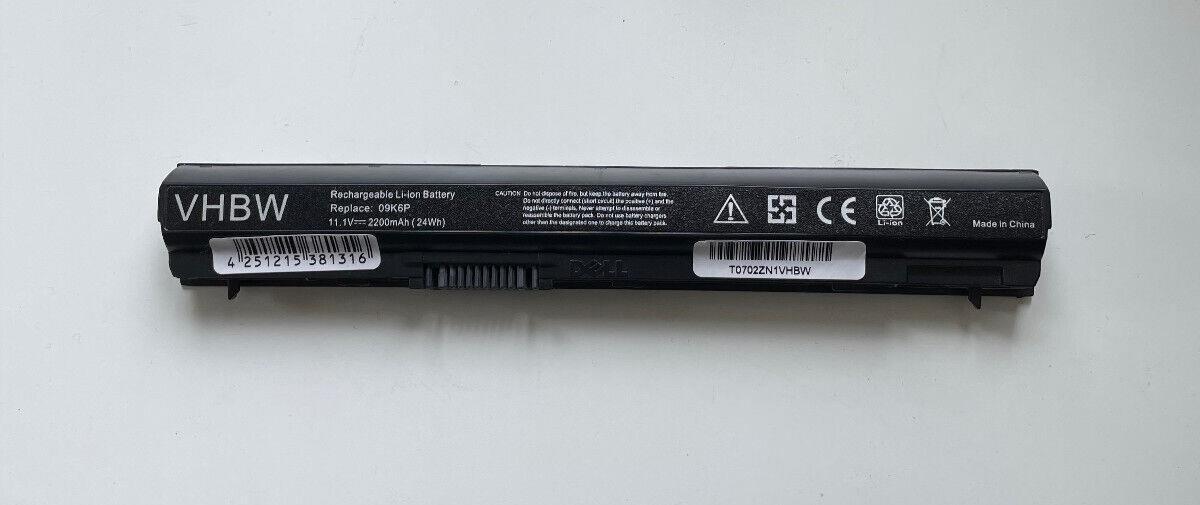 VHBW
Rechargeable Li-ion Battery
Replace: 09K6P
11.1V⎓ 2200mAh ( 24Wh)
CAUTION: Do not dispose of fire, but keep the battery away from fire.
Do not directly connect (short circuit) the positive (+) and the
negative (-) terminals. Never attempt to disassemble or
reassemble the battery pack. Do not use battery chargers
other than the designated one to charge this battery pack.
CE
Li-ion
Made In China
4 251215 381316
DELL
T0702ZN1VHBW